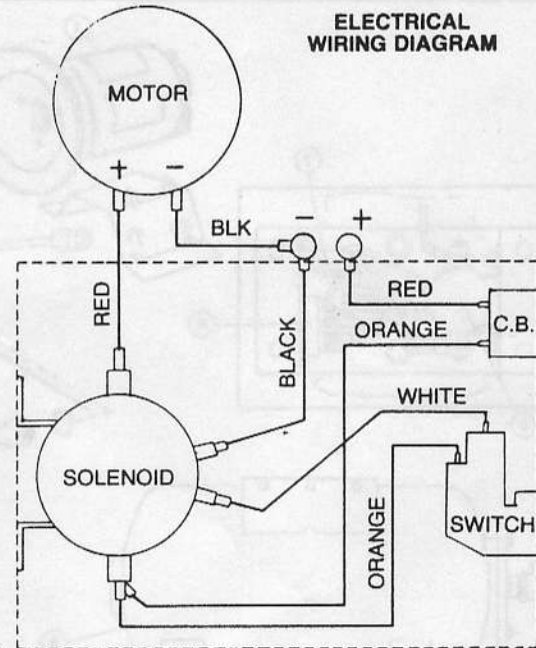 ELECTRICAL
WIRING DIAGRAM
MOTOR
+ −
BLK
− +
RED
RED
ORANGE
C.B.
BLACK
WHITE
SOLENOID
ORANGE
SWITCH